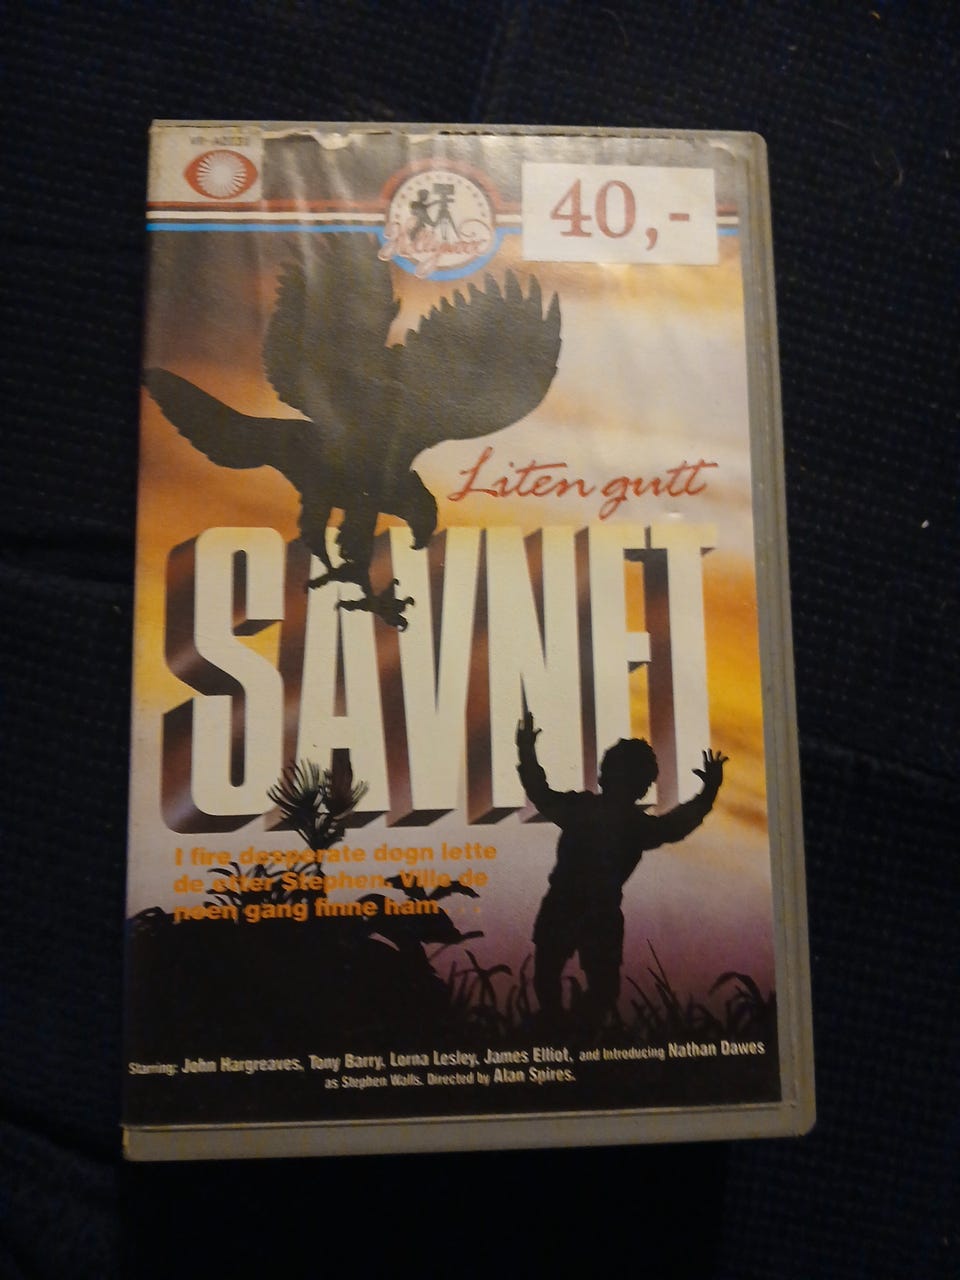 Hollywood
40,-
Liten gutt
SAVNET
I fire desperate døgn lette
de etter Stephen. Ville de
noen gang finne ham . . .
Starring: John Hargreaves, Tony Barry, Lorna Lesley, James Elliot, and Introducing Nathan Dawes
as Stephen Walls. Directed by Alan Spires.